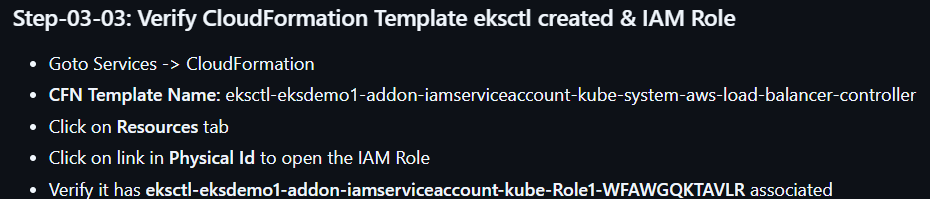 Step-03-03: Verify CloudFormation Template eksctl created & IAM Role
• Goto Services -> CloudFormation
• CFN Template Name: eksctl-eksdemo1-addon-iamserviceaccount-kube-system-aws-load-balancer-controller
• Click on Resources tab
• Click on link in Physical Id to open the IAM Role
• Verify it has eksctl-eksdemo1-addon-iamserviceaccount-kube-Role1-WFAWGQKTAVLR associated